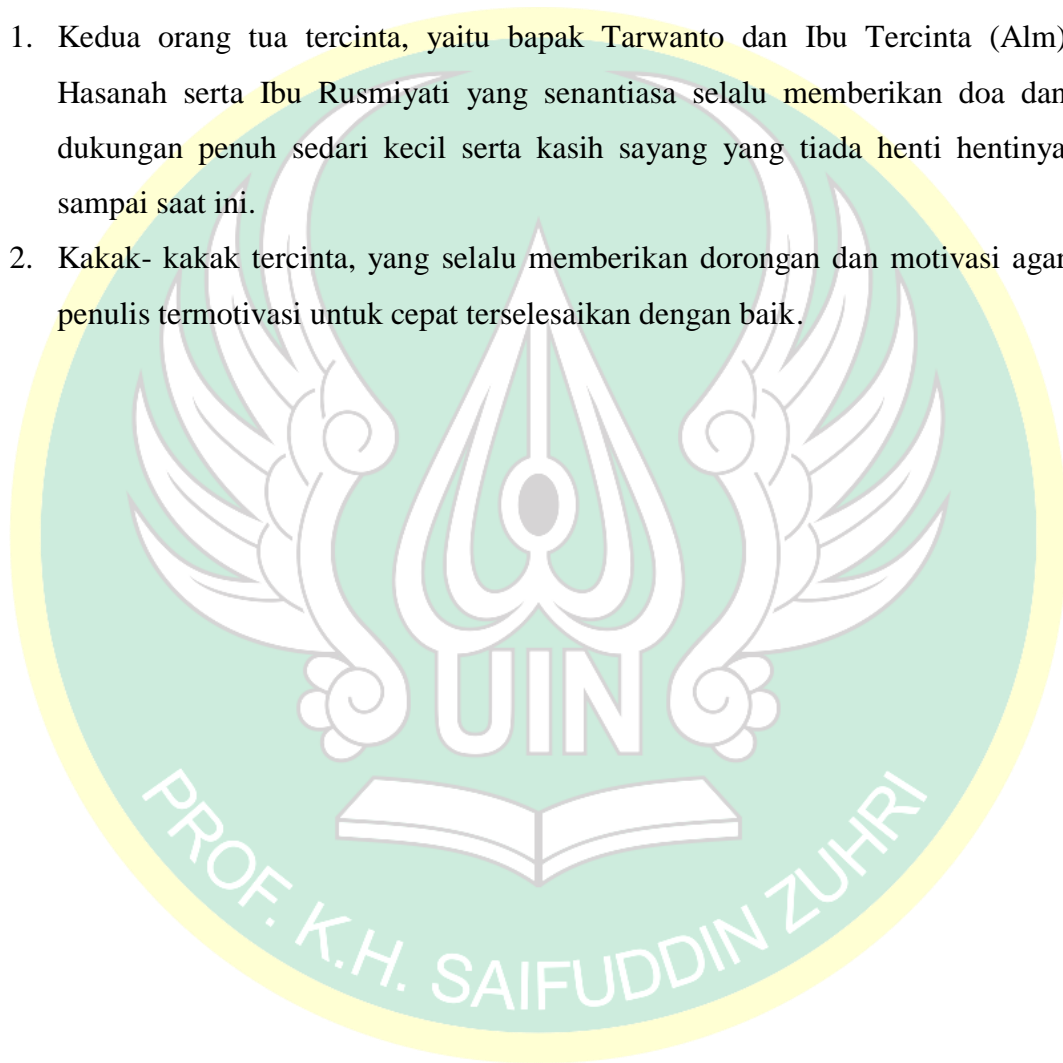 1. Kedua orang tua tercinta, yaitu bapak Tarwanto dan Ibu Tercinta (Alm)
Hasanah serta Ibu Rusmiyati yang senantiasa selalu memberikan doa dan
dukungan penuh sedari kecil serta kasih sayang yang tiada henti hentinya
sampai saat ini.
2. Kakak- kakak tercinta, yang selalu memberikan dorongan dan motivasi agar
penulis termotivasi untuk cepat terselesaikan dengan baik.
UIN
PROF. K.H. SAIFUDDIN ZUHRI